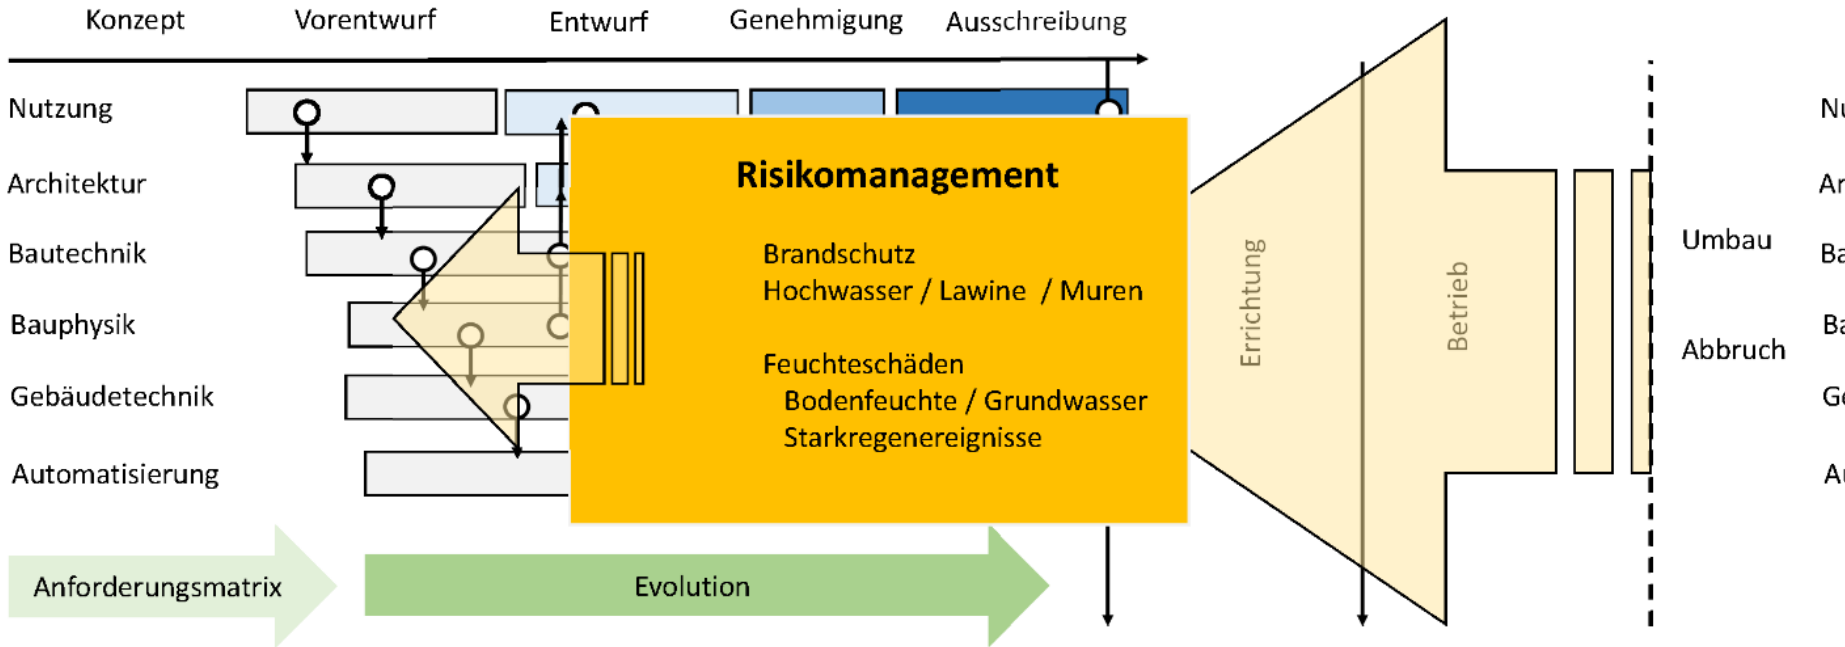 Konzept Vorentwurf Entwurf Genehmigung Ausschreibung
Nutzung
Architektur
Bautechnik
Bauphysik
Gebäudetechnik
Automatisierung
Risikomanagement
Brandschutz
Hochwasser / Lawine / Muren
Feuchteschäden
Bodenfeuchte / Grundwasser
Starkregenereignisse
Errichtung
Betrieb
Umbau
Abbruch
Anforderungsmatrix
Evolution